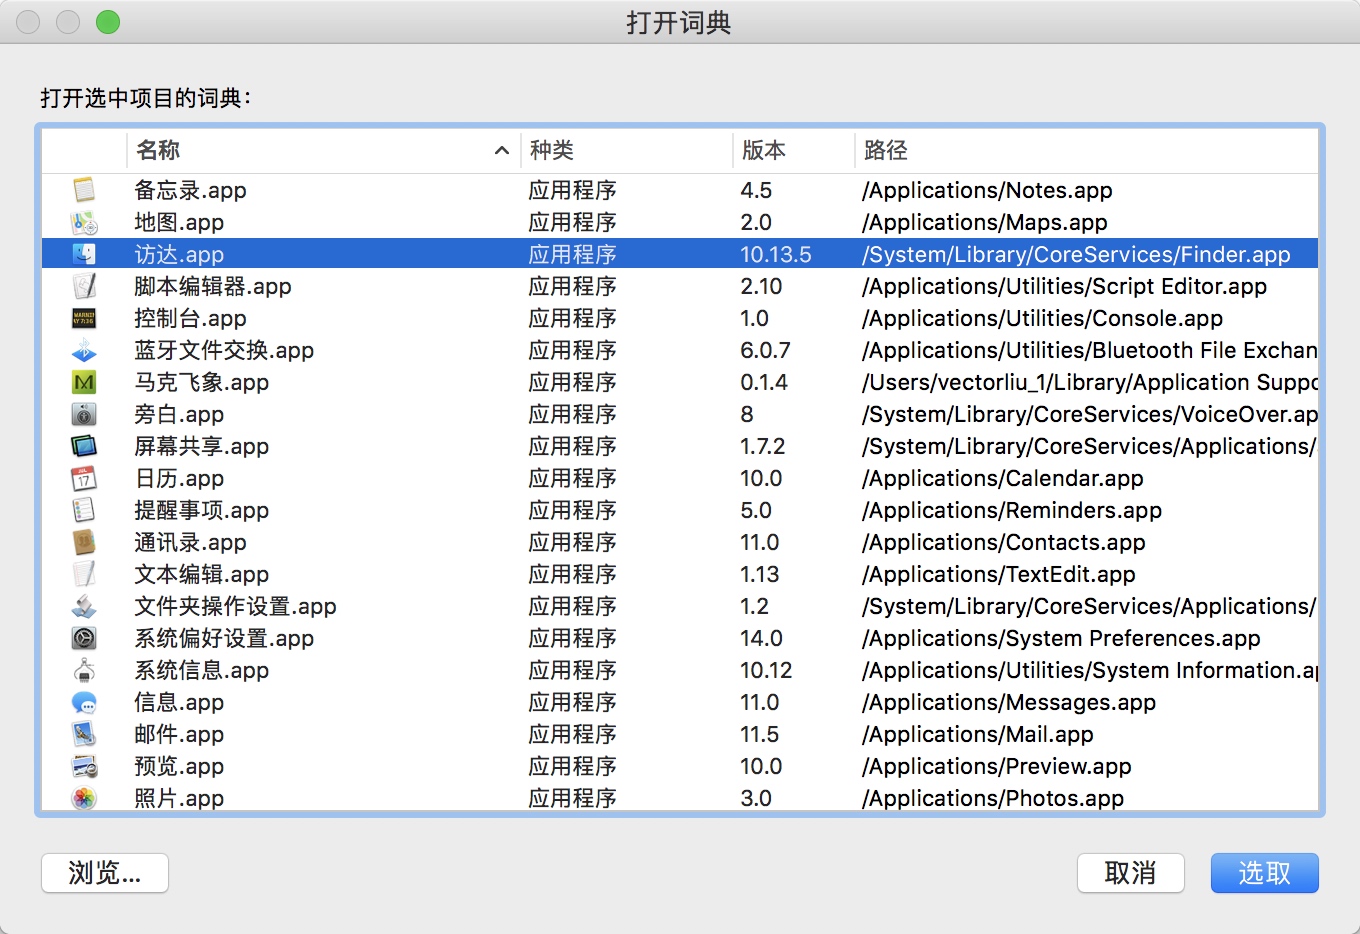 打开词典
打开选中项目的词典：
名称 种类 版本 路径
备忘录.app 应用程序 4.5 /Applications/Notes.app
地图.app 应用程序 2.0 /Applications/Maps.app
访达.app 应用程序 10.13.5 /System/Library/CoreServices/Finder.app
脚本编辑器.app 应用程序 2.10 /Applications/Utilities/Script Editor.app
控制台.app 应用程序 1.0 /Applications/Utilities/Console.app
蓝牙文件交换.app 应用程序 6.0.7 /Applications/Utilities/Bluetooth File Exchan
马克飞象.app 应用程序 0.1.4 /Users/vectorliu_1/Library/Application Suppo
旁白.app 应用程序 8 /System/Library/CoreServices/VoiceOver.ap
屏幕共享.app 应用程序 1.7.2 /System/Library/CoreServices/Applications/
日历.app 应用程序 10.0 /Applications/Calendar.app
提醒事项.app 应用程序 5.0 /Applications/Reminders.app
通讯录.app 应用程序 11.0 /Applications/Contacts.app
文本编辑.app 应用程序 1.13 /Applications/TextEdit.app
文件夹操作设置.app 应用程序 1.2 /System/Library/CoreServices/Applications/
系统偏好设置.app 应用程序 14.0 /Applications/System Preferences.app
系统信息.app 应用程序 10.12 /Applications/Utilities/System Information.ap
信息.app 应用程序 11.0 /Applications/Messages.app
邮件.app 应用程序 11.5 /Applications/Mail.app
预览.app 应用程序 10.0 /Applications/Preview.app
照片.app 应用程序 3.0 /Applications/Photos.app
浏览... 取消 选取